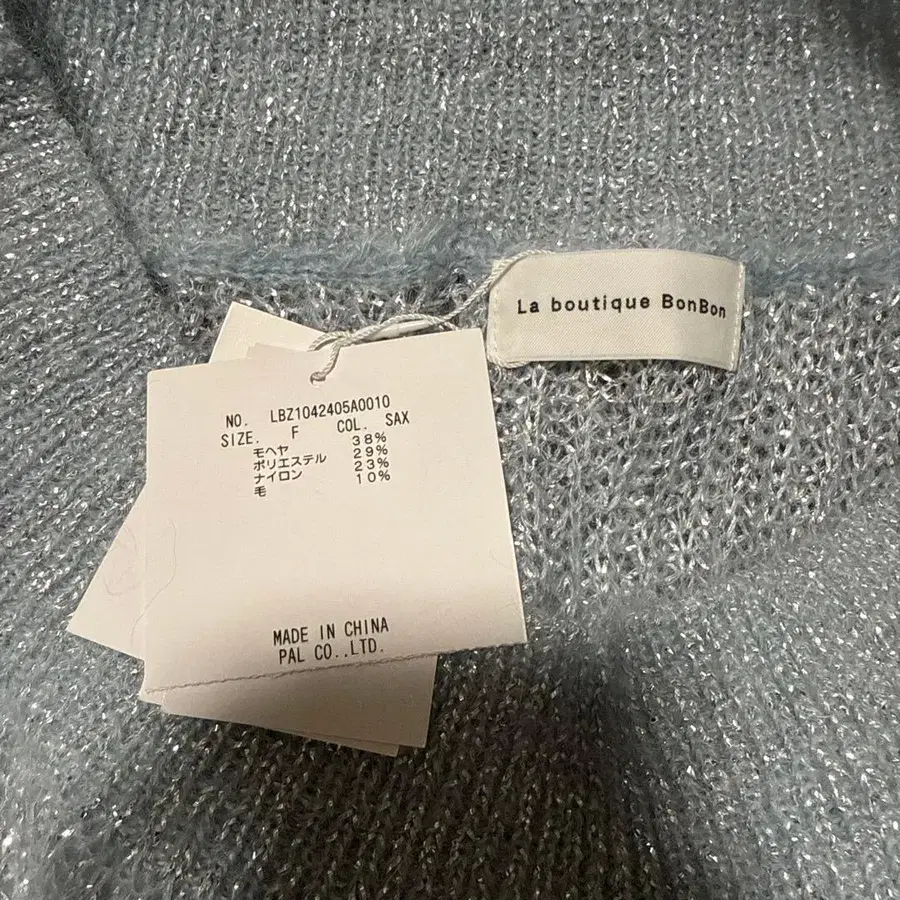 La boutique BonBon
NO. LBZ1042405A0010
SIZE. F COL. SAX
モヘヤ 38%
ポリエステル 29%
ナイロン 23%
毛 10%
MADE IN CHINA
PAL CO.,LTD.